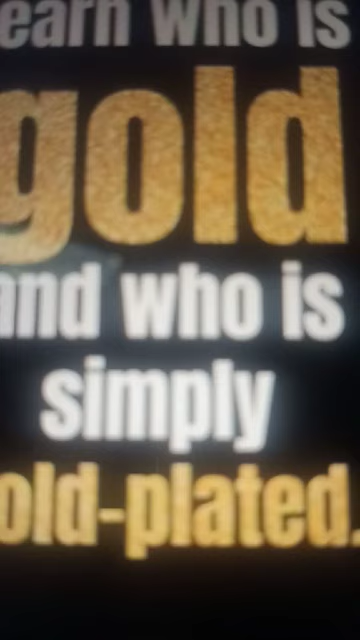 earn who is
gold
and who is
simply
old-plated.